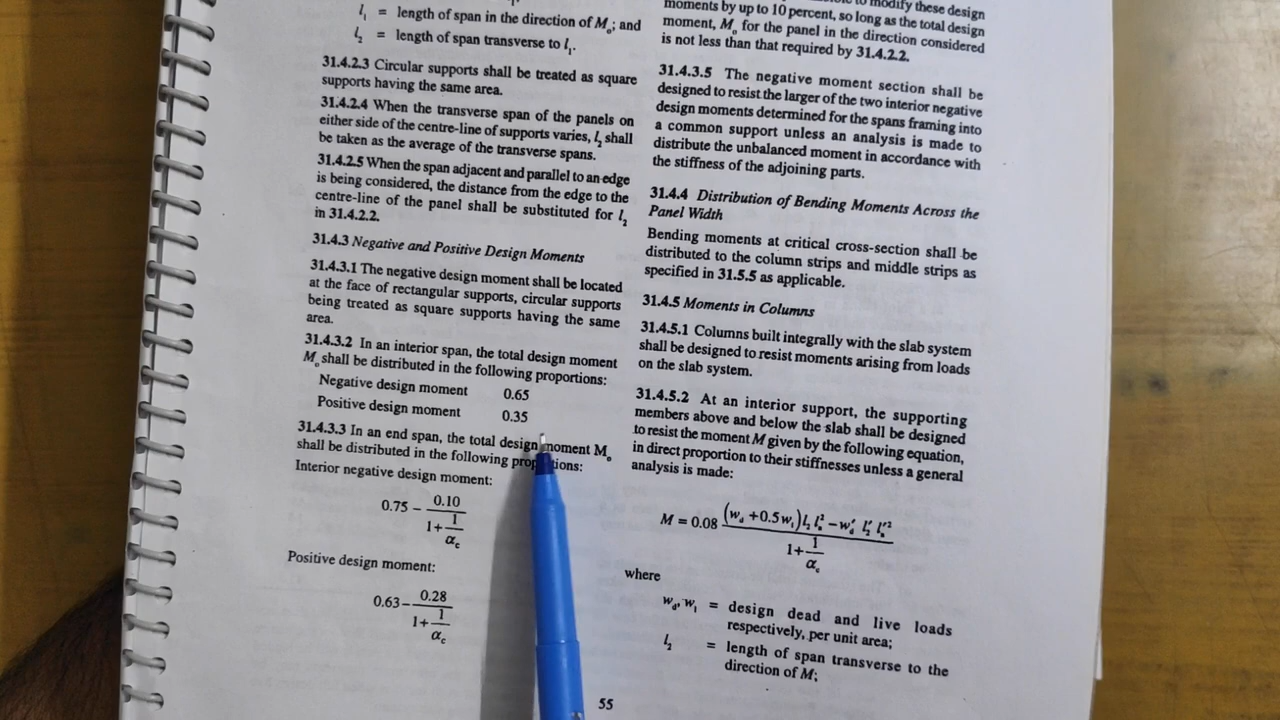 l₁ = length of span in the direction of Mₒ; and
l₂ = length of span transverse to l₁.
31.4.2.3 Circular supports shall be treated as square
supports having the same area.
31.4.2.4 When the transverse span of the panels on
either side of the centre-line of supports varies, l₂ shall
be taken as the average of the transverse spans.
31.4.2.5 When the span adjacent and parallel to an edge
is being considered, the distance from the edge to the
centre-line of the panel shall be substituted for l₂
in 31.4.2.2.
31.4.3 Negative and Positive Design Moments
31.4.3.1 The negative design moment shall be located
at the face of rectangular supports, circular supports
being treated as square supports having the same
area.
31.4.3.2 In an interior span, the total design moment
Mₒ shall be distributed in the following proportions:
Negative design moment 0.65
Positive design moment 0.35
31.4.3.3 In an end span, the total design moment Mₒ
shall be distributed in the following proportions:
Interior negative design moment:
0.75 − 0.10 / (1 + 1/α_c)
Positive design moment:
0.63 − 0.28 / (1 + 1/α_c)
to modify these design
moments by up to 10 percent, so long as the total design
moment, Mₒ for the panel in the direction considered
is not less than that required by 31.4.2.2.
31.4.3.5 The negative moment section shall be
designed to resist the larger of the two interior negative
design moments determined for the spans framing into
a common support unless an analysis is made to
distribute the unbalanced moment in accordance with
the stiffness of the adjoining parts.
31.4.4 Distribution of Bending Moments Across the
Panel Width
Bending moments at critical cross-section shall be
distributed to the column strips and middle strips as
specified in 31.5.5 as applicable.
31.4.5 Moments in Columns
31.4.5.1 Columns built integrally with the slab system
shall be designed to resist moments arising from loads
on the slab system.
31.4.5.2 At an interior support, the supporting
members above and below the slab shall be designed
to resist the moment M given by the following equation,
in direct proportion to their stiffnesses unless a general
analysis is made:
M = 0.08 ((w_d + 0.5 w_l) l₂ l_n² − w′_d l′₂ l′_n²) / (1 + 1/α_c)
where
w_d, w_l = design dead and live loads
respectively, per unit area;
l₂ = length of span transverse to the
direction of M;
55